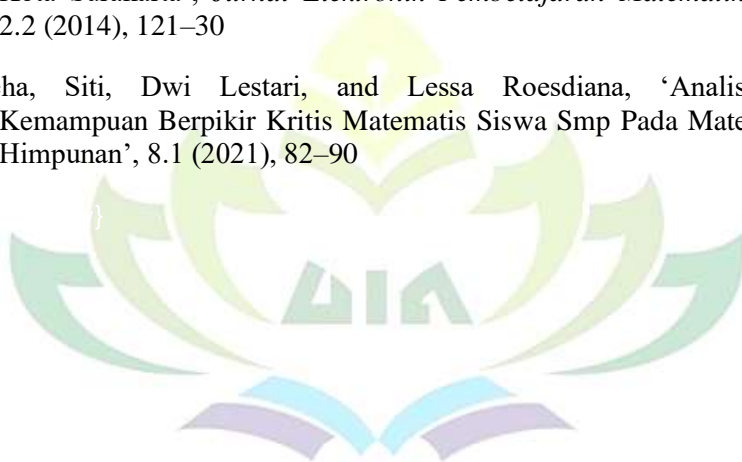 2.2 (2014), 121–30
Siti, Dwi Lestari, and Lessa Roesdiana, ‘Analis
Kemampuan Berpikir Kritis Matematis Siswa Smp Pada Mate
Himpunan’, 8.1 (2021), 82–90
}
UIN